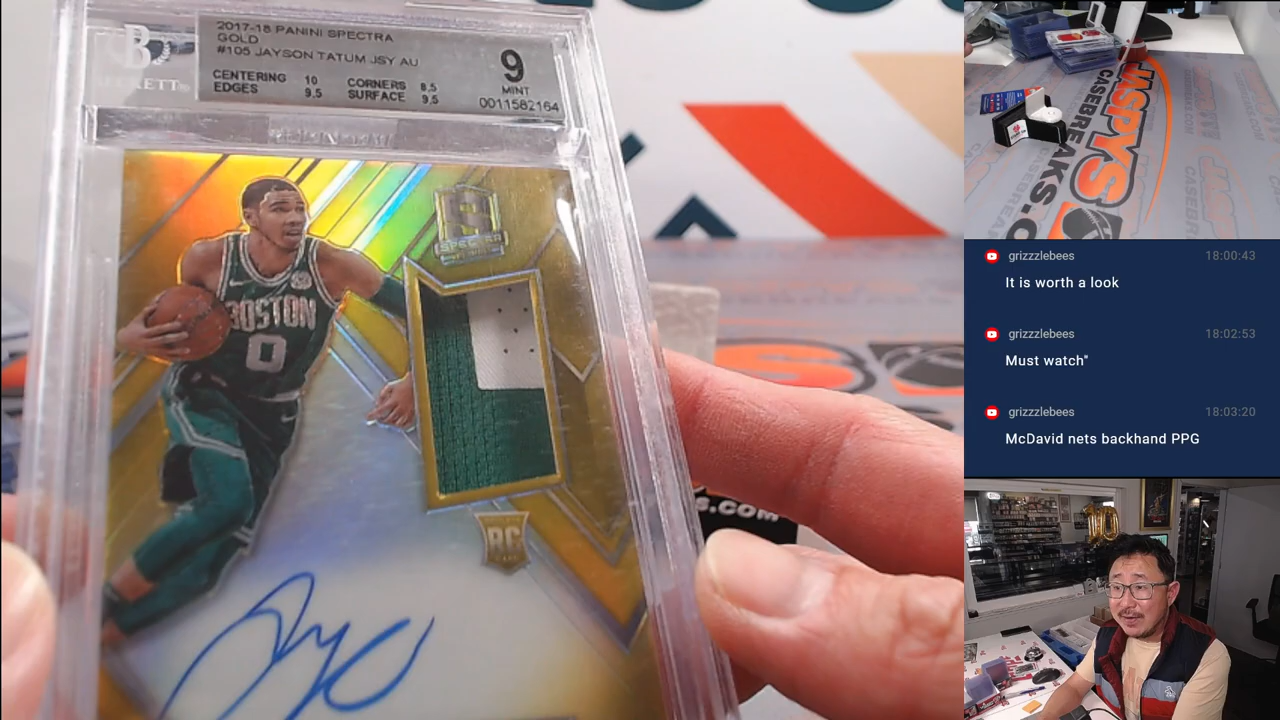 2017-18 PANINI SPECTRA
GOLD
#105 JAYSON TATUM JSY AU
CENTERING 10 CORNERS 8.5
EDGES 9.5 SURFACE 9.5
9
MINT
0011582164
BOSTON
0
SPECTRA
RC
S.COM
JASPYS
CASEBREAKS.C
grizzzlebees 18:00:43
It is worth a look
grizzzlebees 18:02:53
Must watch"
grizzzlebees 18:03:20
McDavid nets backhand PPG
10